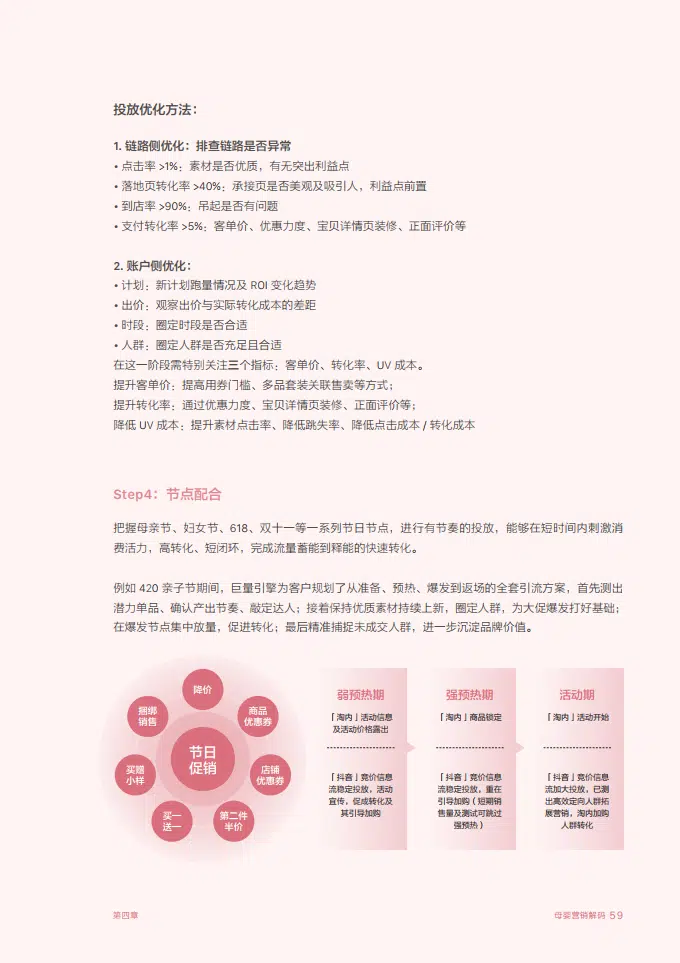 投放优化方法：
1. 链路侧优化：排查链路是否异常
• 点击率 >1%：素材是否优质，有无突出利益点
• 落地页转化率 >40%：承接页是否美观及吸引人，利益点前置
• 到店率 >90%：吊起是否有问题
• 支付转化率 >5%：客单价、优惠力度、宝贝详情页装修、正面评价等
2. 账户侧优化：
• 计划：新计划跑量情况及 ROI 变化趋势
• 出价：观察出价与实际转化成本的差距
• 时段：圈定时段是否合适
• 人群：圈定人群是否充足且合适
在这一阶段需特别关注三个指标：客单价、转化率、UV 成本。
提升客单价：提高用券门槛、多品套装关联售卖等方式；
提升转化率：通过优惠力度、宝贝详情页装修、正面评价等；
降低 UV 成本：提升素材点击率、降低跳失率、降低点击成本 / 转化成本
Step4：节点配合
把握母亲节、妇女节、618、双十一等一系列节日节点，进行有节奏的投放，能够在短时间内刺激消
费活力，高转化、短闭环，完成流量蓄能到释能的快速转化。
例如 420 亲子节期间，巨量引擎为客户规划了从准备、预热、爆发到返场的全套引流方案，首先测出
潜力单品、确认产出节奏、敲定达人；接着保持优质素材持续上新，圈定人群，为大促爆发打好基础；
在爆发节点集中放量，促进转化；最后精准捕捉未成交人群，进一步沉淀品牌价值。
节日
促销
降价
商品
优惠券
店铺
优惠券
第二件
半价
买一
送一
买赠
小样
捆绑
销售
弱预热期
「淘内」活动信息
及活动价格露出
「抖音」竞价信息
流稳定投放，活动
宣传，促成转化及
其引导加购
强预热期
「淘内」商品锁定
「抖音」竞价信息
流稳定投放，重在
引导加购（短期销
售量及测试可跳过
强预热）
活动期
「淘内」活动开始
「抖音」竞价信息
流加大投放，已测
出高效定向人群拓
展营销，淘内加购
人群转化
第四章
母婴营销解码 59